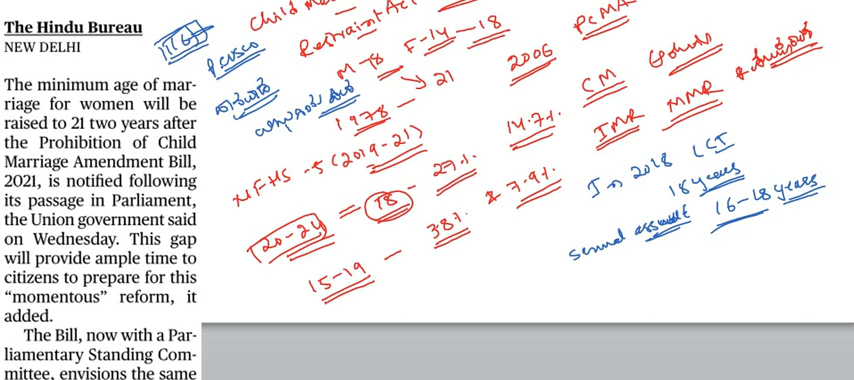 The Hindu Bureau
NEW DELHI
The minimum age of mar-
riage for women will be
raised to 21 two years after
the Prohibition of Child
Marriage Amendment Bill,
2021, is notified following
its passage in Parliament,
the Union government said
on Wednesday. This gap
will provide ample time to
citizens to prepare for this
“momentous” reform, it
added.
The Bill, now with a Par-
liamentary Standing Com-
mittee, envisions the same
Child
Restraint Act
M-18 F-14-18
1978 → 21
2006 PCMA
NFHS-5 (2019-21)
14.7%
CM
IMR MMR &
20-24 = 18 - 27%
15-19 - 38% & 7.9%
In 2018 LCI
18 years
sexual assault 16-18 years